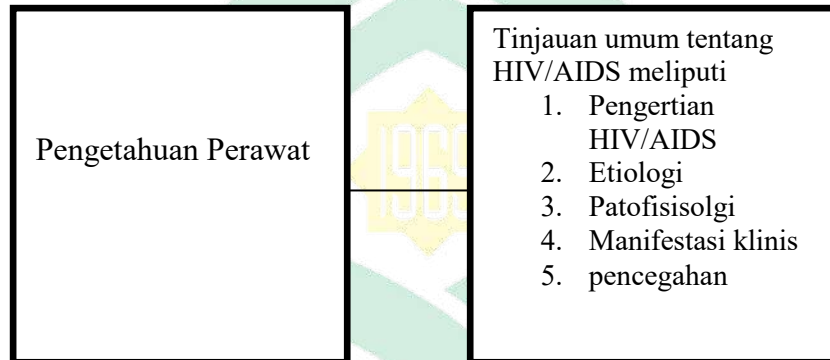 Pengetahuan Perawat
Tinjauan umum tentang
HIV/AIDS meliputi
1. Pengertian
HIV/AIDS
2. Etiologi
3. Patofisisolgi
4. Manifestasi klinis
5. pencegahan
1969